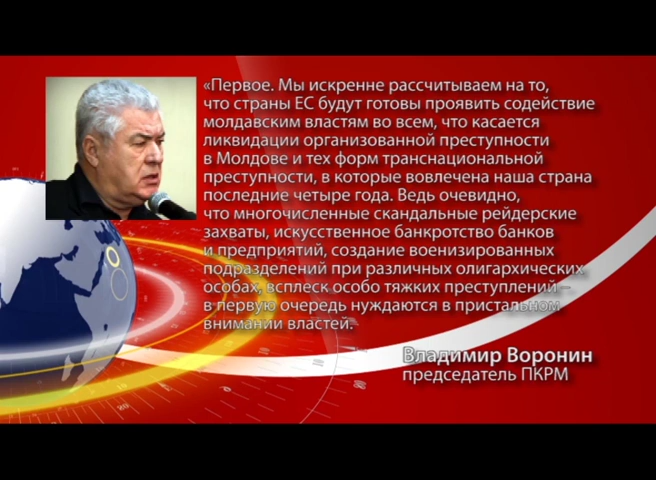 «Первое. Мы искренне рассчитываем на то,
что страны ЕС будут готовы проявить содействие
молдавским властям во всем, что касается
ликвидации организованной преступности
в Молдове и тех форм транснациональной
преступности, в которые вовлечена наша страна
последние четыре года. Ведь очевидно,
что многочисленные скандальные рейдерские
захваты, искусственное банкротство банков
и предприятий, создание военизированных
подразделений при различных олигархических
особах, всплеск особо тяжких преступлений –
в первую очередь нуждаются в пристальном
внимании властей.
Владимир Воронин
председатель ПКРМ